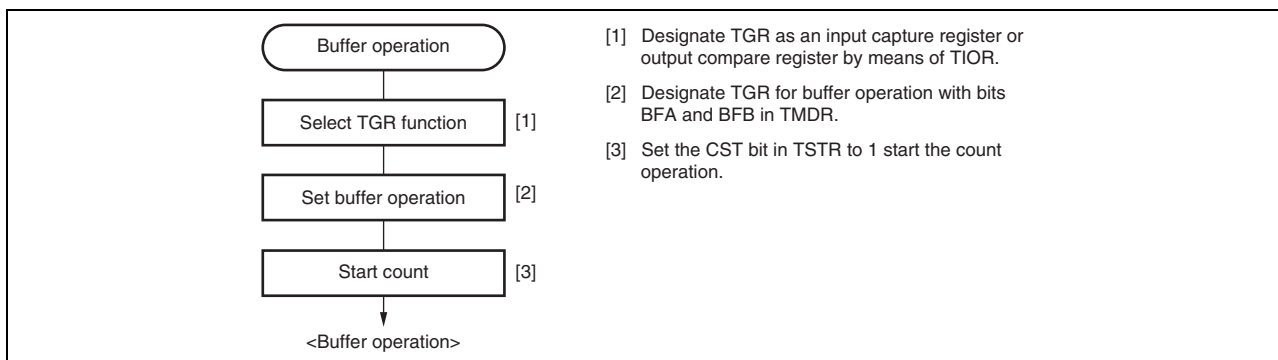 Buffer operation
Select TGR function
[1]
Set buffer operation
[2]
Start count
[3]
<Buffer operation>
[1] Designate TGR as an input capture register or
output compare register by means of TIOR.
[2] Designate TGR for buffer operation with bits
BFA and BFB in TMDR.
[3] Set the CST bit in TSTR to 1 start the count
operation.